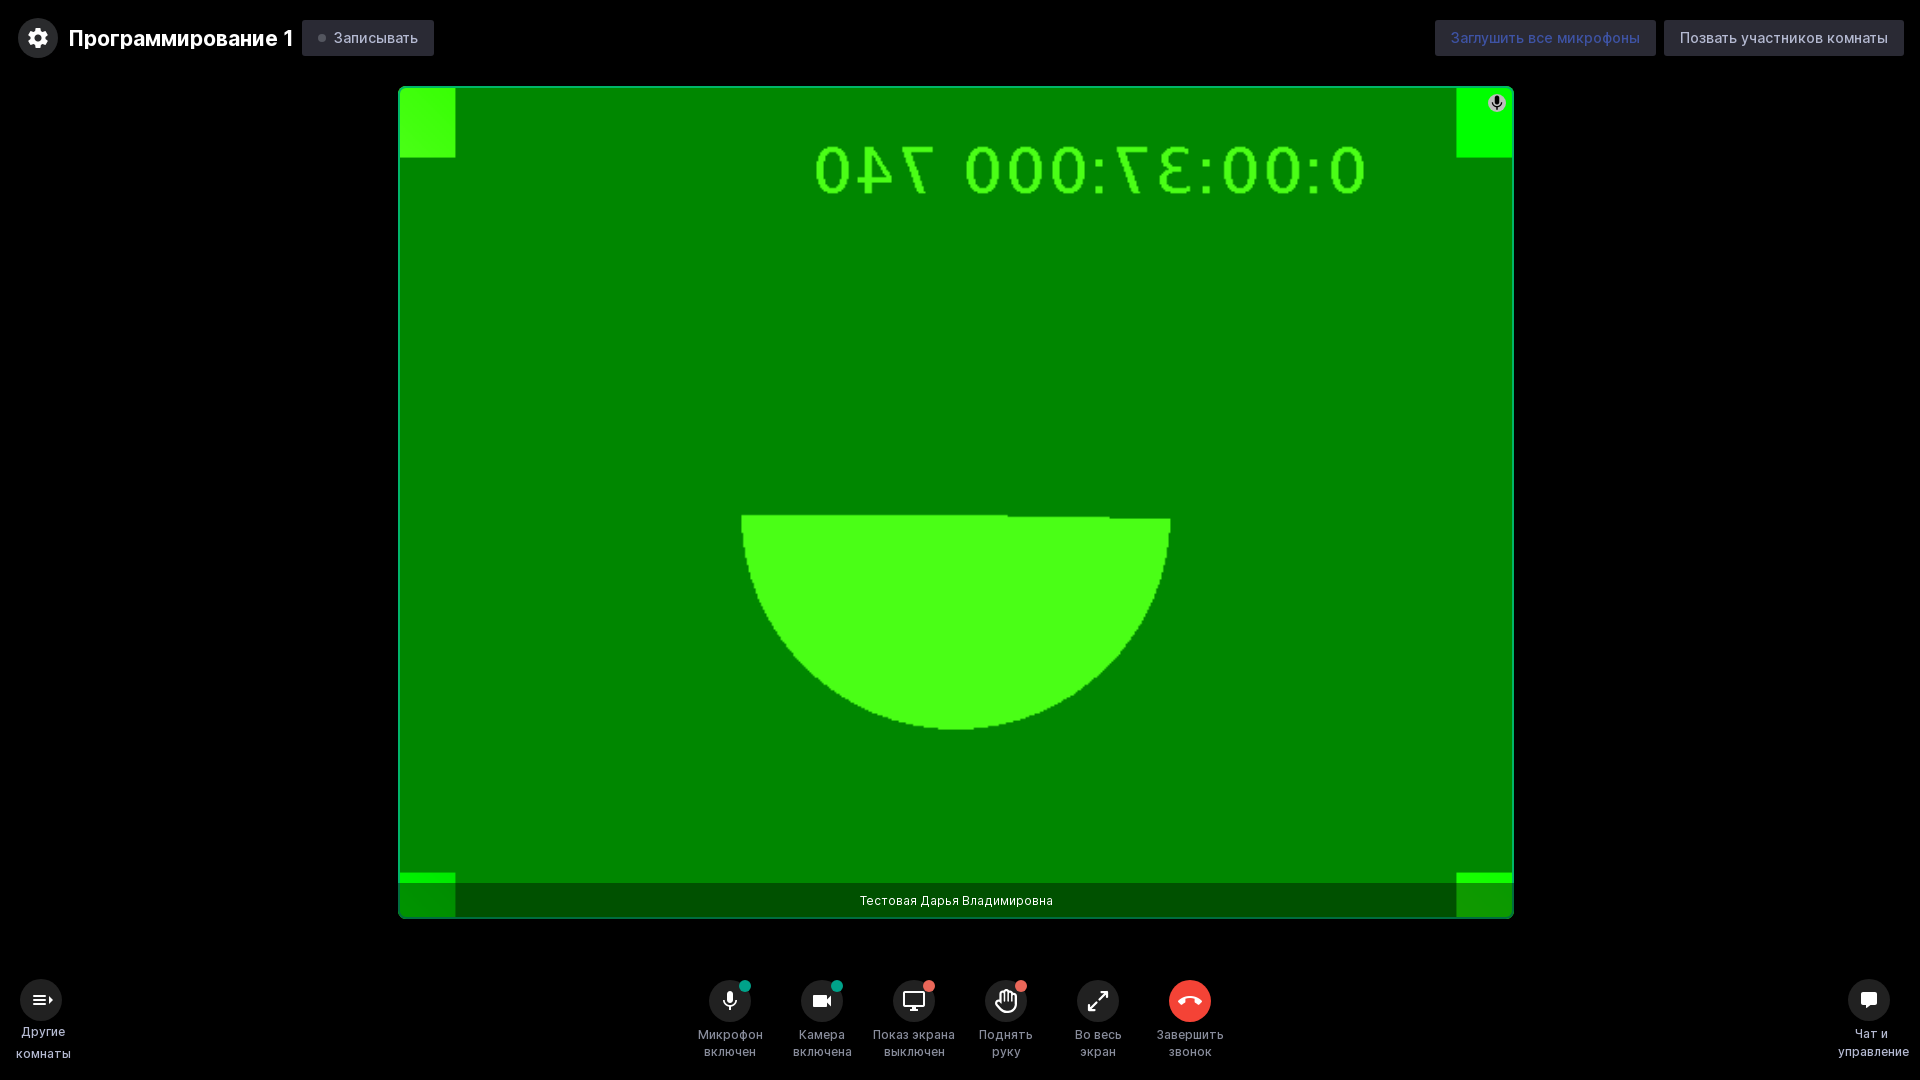 Программирование 1
Записывать
Заглушить все микрофоны
Позвать участников комнаты
0:00:37:000 740
Тестовая Дарья Владимировна
Другие
комнаты
Микрофон
включен
Камера
включена
Показ экрана
выключен
Поднять
руку
Во весь
экран
Завершить
звонок
Чат и
управление